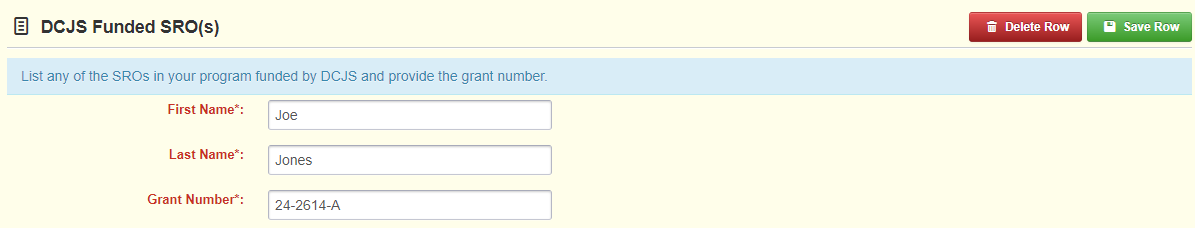 DCJS Funded SRO(s)
Delete Row
Save Row
List any of the SROs in your program funded by DCJS and provide the grant number.
First Name*:
Joe
Last Name*:
Jones
Grant Number*:
24-2614-A